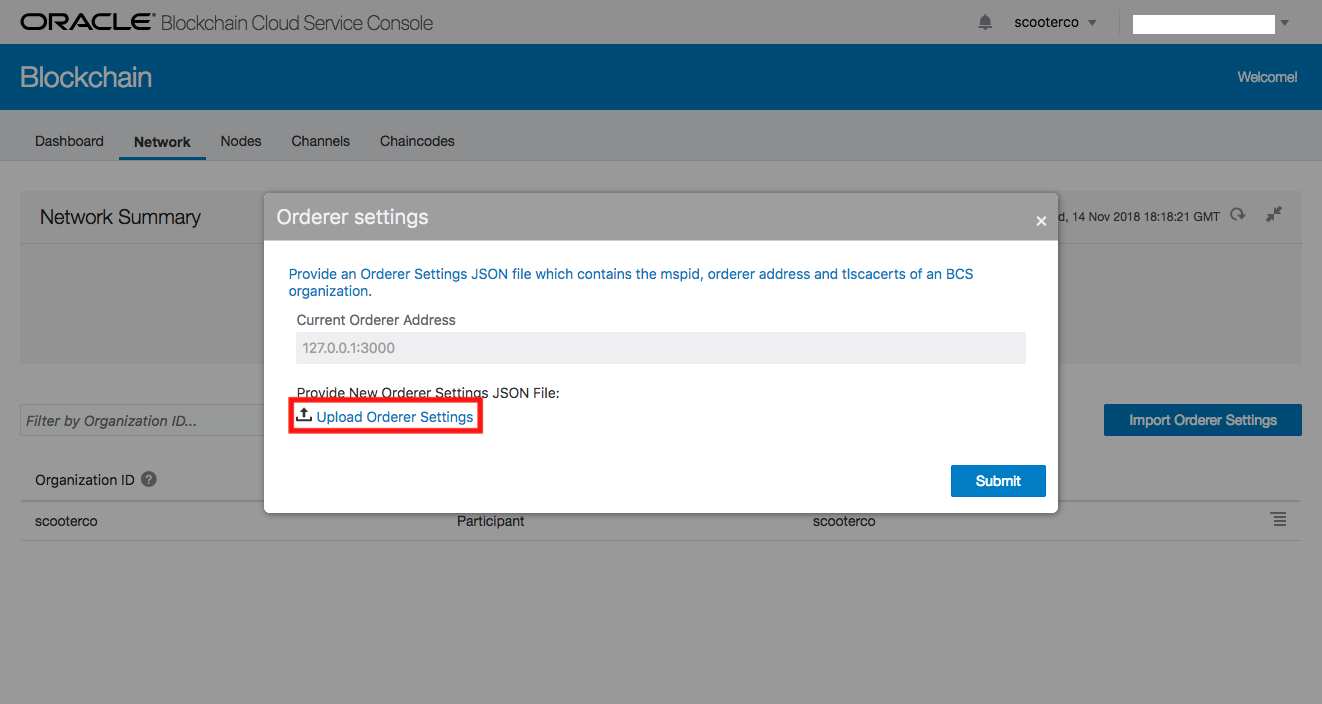 ORACLE® Blockchain Cloud Service Console
scooterco
Blockchain
Welcome!
Dashboard
Network
Nodes
Channels
Chaincodes
Network Summary
d, 14 Nov 2018 18:18:21 GMT
Orderer settings
×
Provide an Orderer Settings JSON file which contains the mspid, orderer address and tlscacerts of an BCS
organization.
Current Orderer Address
127.0.0.1:3000
Provide New Orderer Settings JSON File:
Upload Orderer Settings
Submit
Filter by Organization ID...
Import Orderer Settings
Organization ID ?
scooterco
Participant
scooterco